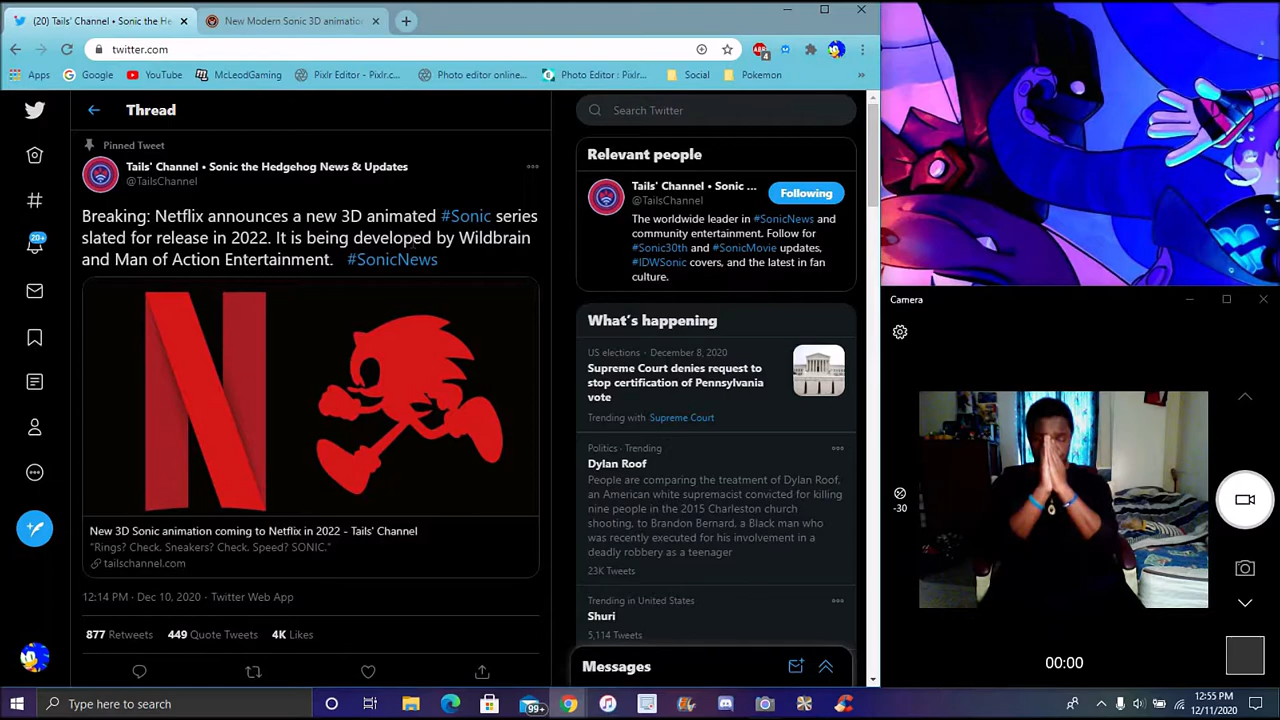 (20) Tails' Channel • Sonic the He
New Modern Sonic 3D animation
twitter.com
Apps
Google
YouTube
McLeodGaming
Pixlr Editor - Pixlr.c...
Photo editor online...
Photo Editor : Pixlr...
Social
Pokemon
»
ABP
4
Thread
Search Twitter
Pinned Tweet
Tails' Channel • Sonic the Hedgehog News & Updates
@TailsChannel
Breaking: Netflix announces a new 3D animated #Sonic series
slated for release in 2022. It is being developed by Wildbrain
and Man of Action Entertainment. #SonicNews
New 3D Sonic animation coming to Netflix in 2022 - Tails' Channel
"Rings? Check. Sneakers? Check. Speed? SONIC."
tailschannel.com
12:14 PM · Dec 10, 2020 · Twitter Web App
877 Retweets 449 Quote Tweets 4K Likes
20+
Relevant people
Tails' Channel • Sonic ...
@TailsChannel
Following
The worldwide leader in #SonicNews and
community entertainment. Follow for
#Sonic30th and #SonicMovie updates,
#IDWSonic covers, and the latest in fan
culture.
What's happening
US elections · December 8, 2020
Supreme Court denies request to
stop certification of Pennsylvania
vote
Trending with Supreme Court
Politics · Trending
Dylan Roof
People are comparing the treatment of Dylan Roof,
an American white supremacist convicted for killing
nine people in the 2015 Charleston church
shooting, to Brandon Bernard, a Black man who
was recently executed for his involvement in a
deadly robbery as a teenager
23K Tweets
Trending in United States
Shuri
5,114 Tweets
Messages
Camera
-30
00:00
Type here to search
99+
12:55 PM
12/11/2020